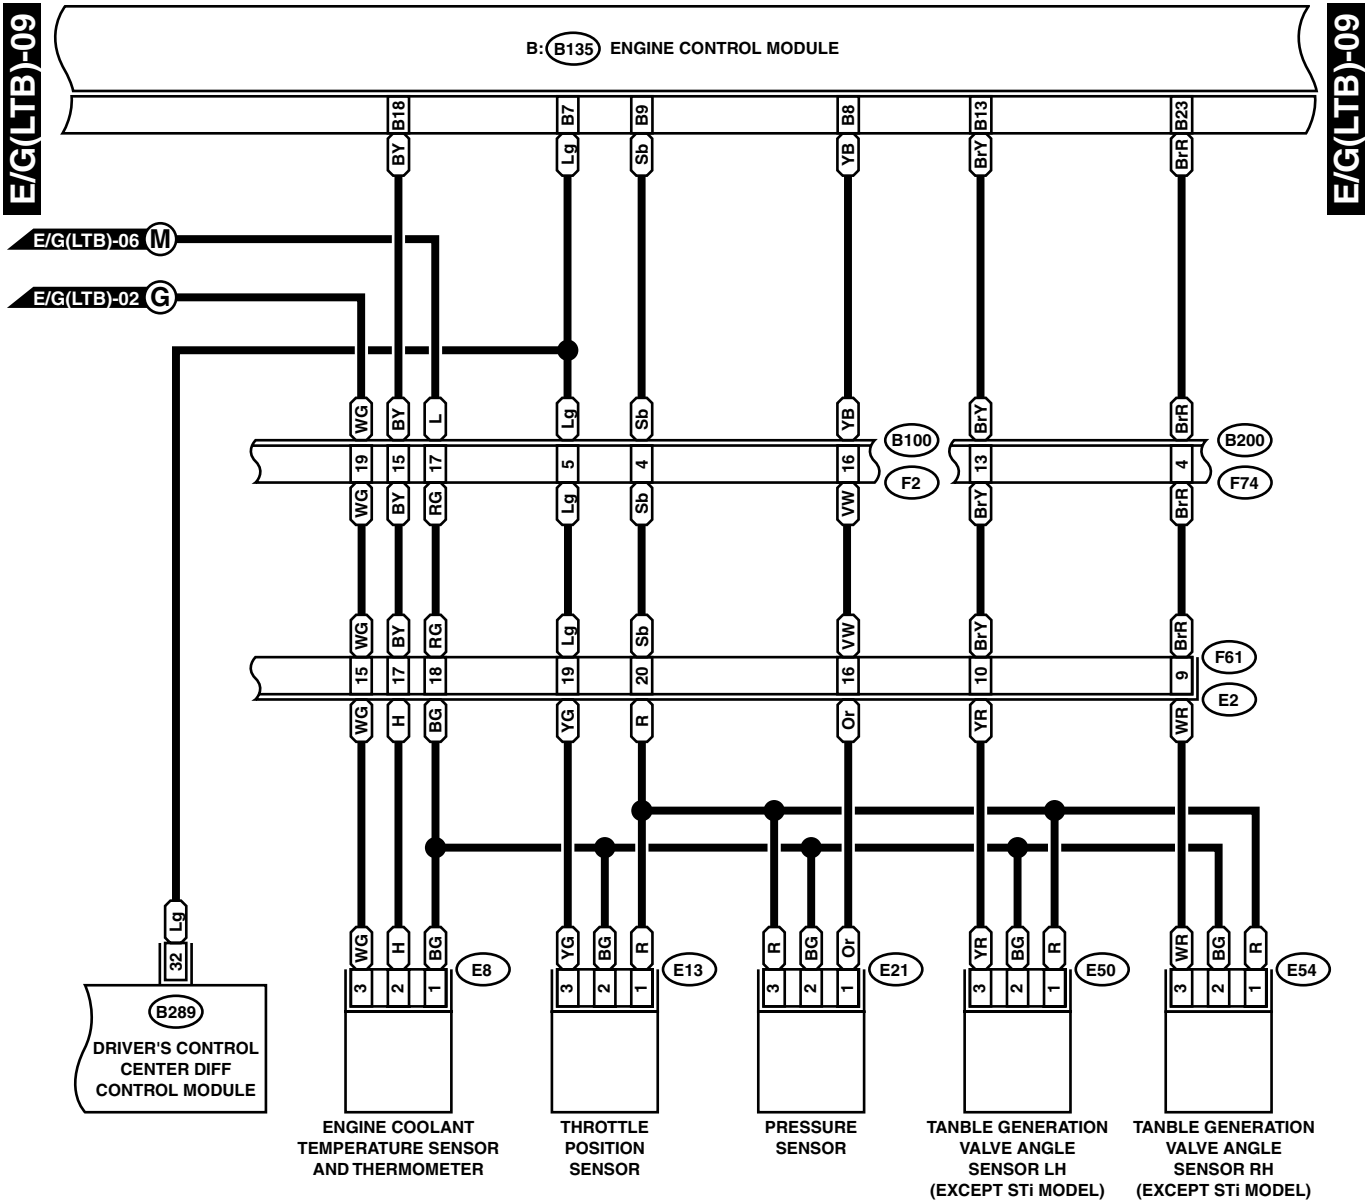 E/G(LTB)-09
E/G(LTB)-09
B: B135 ENGINE CONTROL MODULE
B18 B7 B9 B8 B13 B23
BY Lg Sb YB BrY BrR
E/G(LTB)-06 M
E/G(LTB)-02 G
WG BY L Lg Sb YB BrY BrR
B100 B200
19 15 17 5 4 16 13 4
F2 F74
WG BY RG Lg Sb VW BrY BrR
WG BY RG Lg Sb VW BrY BrR
F61
15 17 18 19 20 16 10 9
E2
WG H BG YG R Or YR WR
Lg
32
WG H BG YG BG R R BG Or YR BG R WR BG R
E8 E13 E21 E50 E54
3 2 1 3 2 1 3 2 1 3 2 1 3 2 1
B289
DRIVER'S CONTROL
CENTER DIFF
CONTROL MODULE
ENGINE COOLANT
TEMPERATURE SENSOR
AND THERMOMETER
THROTTLE
POSITION
SENSOR
PRESSURE
SENSOR
TANBLE GENERATION
VALVE ANGLE
SENSOR LH
(EXCEPT STi MODEL)
TANBLE GENERATION
VALVE ANGLE
SENSOR RH
(EXCEPT STi MODEL)